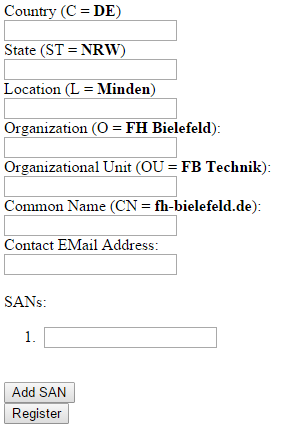 Country (C = DE)
State (ST = NRW)
Location (L = Minden)
Organization (O = FH Bielefeld):
Organizational Unit (OU = FB Technik):
Common Name (CN = fh-bielefeld.de):
Contact EMail Address:
SANs:
1.
Add SAN
Register